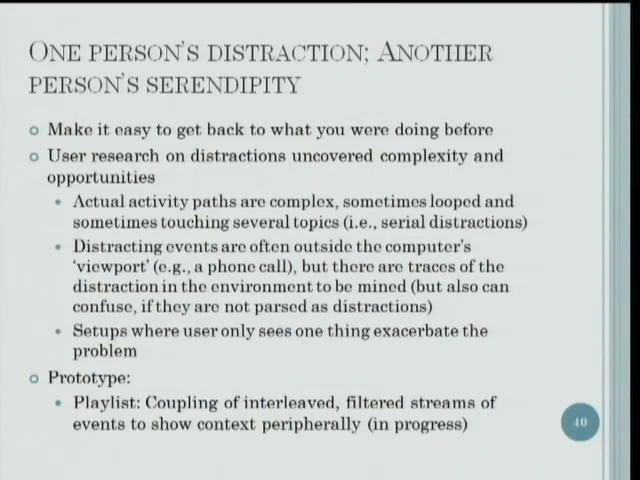 ONE PERSON'S DISTRACTION; ANOTHER
PERSON'S SERENDIPITY
Make it easy to get back to what you were doing before
User research on distractions uncovered complexity and
opportunities
Actual activity paths are complex, sometimes looped and
sometimes touching several topics (i.e., serial distractions)
Distracting events are often outside the computer's
'viewport' (e.g., a phone call), but there are traces of the
distraction in the environment to be mined (but also can
confuse, if they are not parsed as distractions)
Setups where user only sees one thing exacerbate the
problem
Prototype:
Playlist: Coupling of interleaved, filtered streams of
events to show context peripherally (in progress)
40